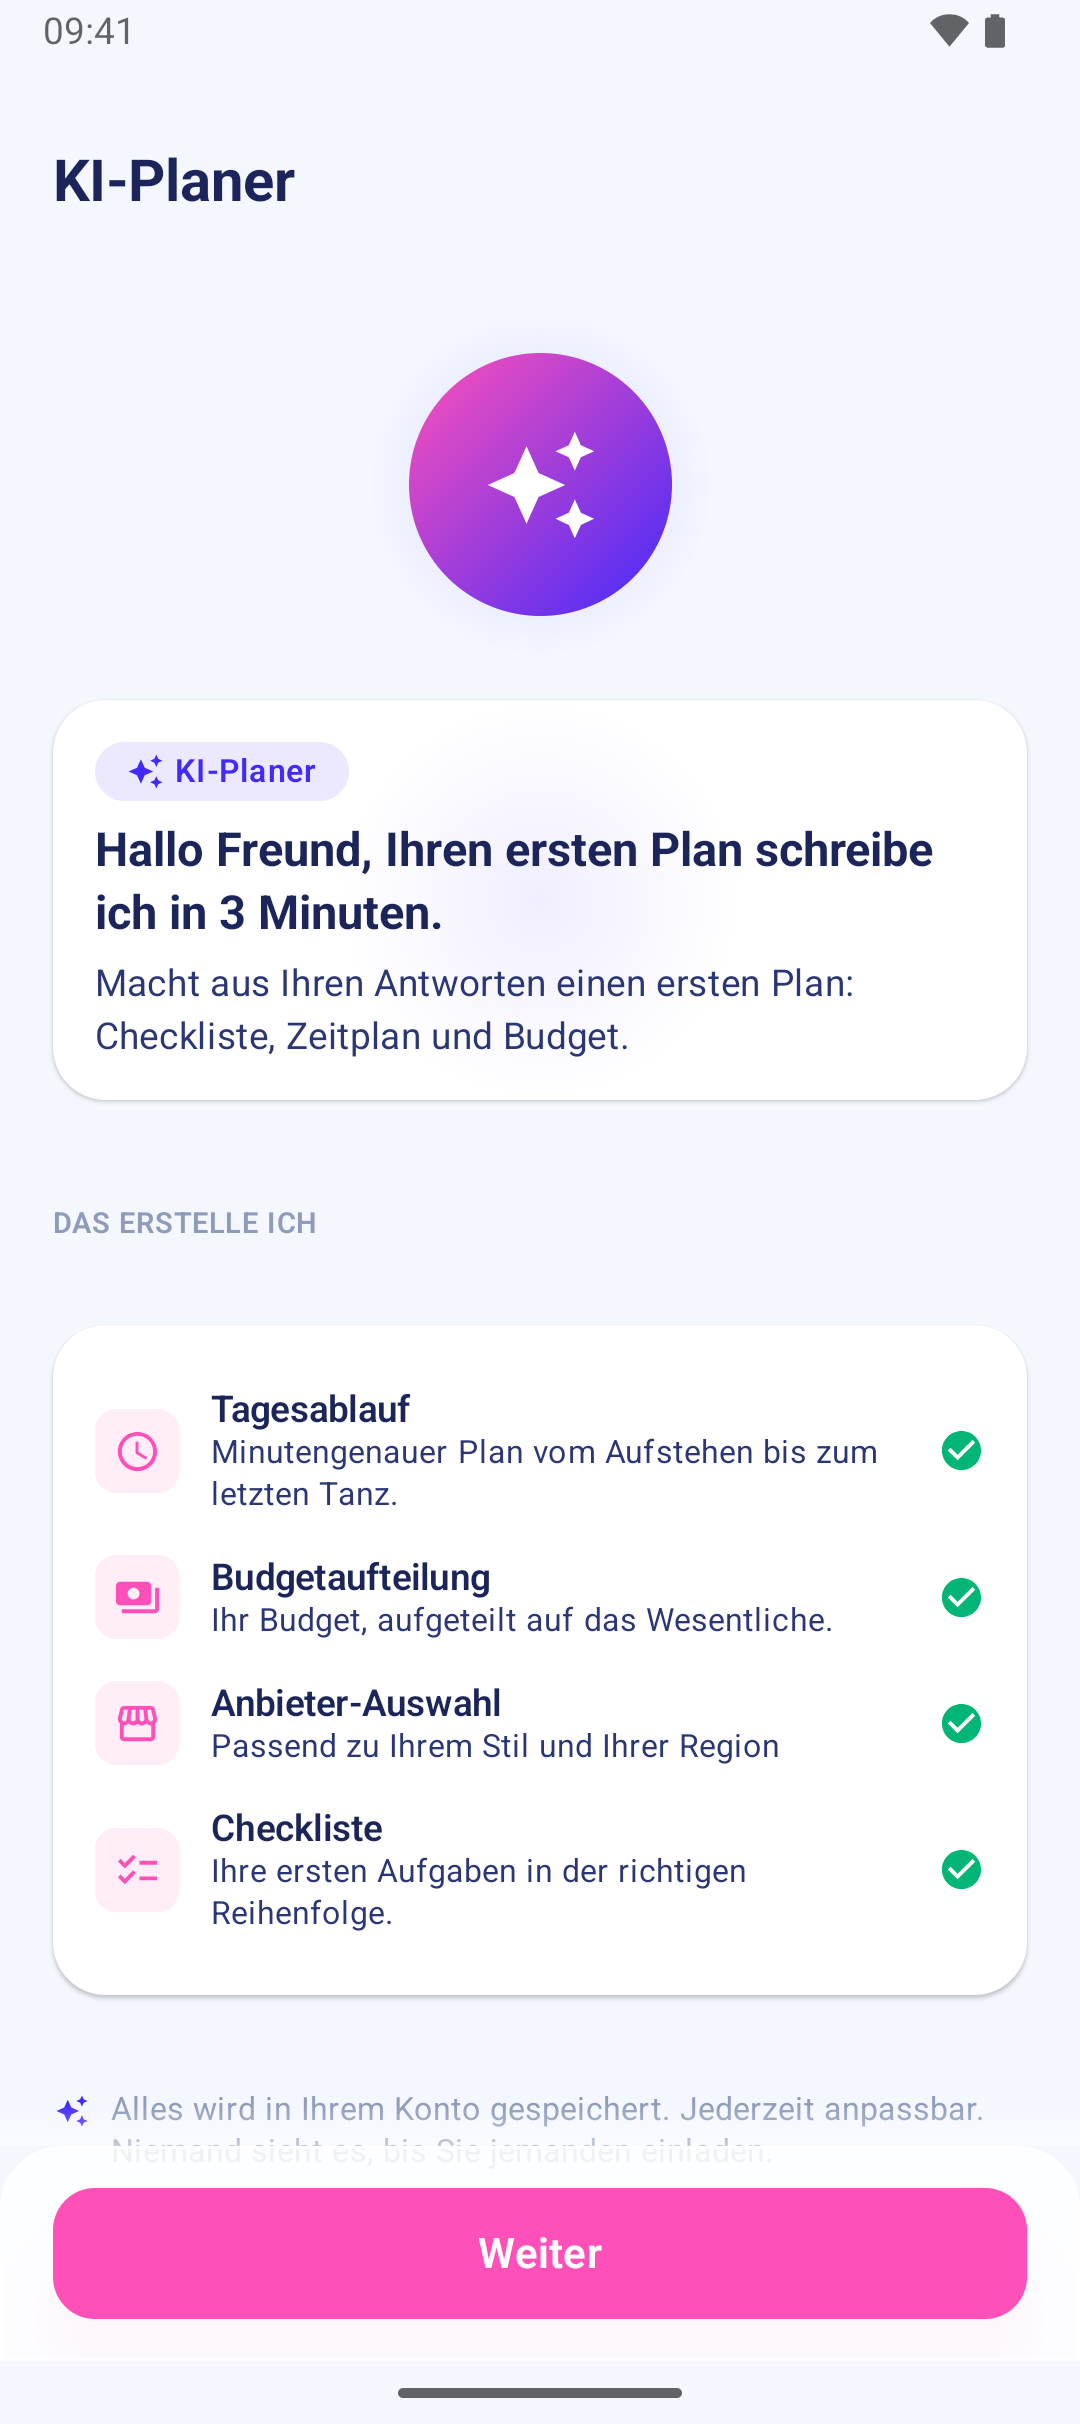 09:41
KI-Planer
KI-Planer
Hallo Freund, Ihren ersten Plan schreibe
ich in 3 Minuten.
Macht aus Ihren Antworten einen ersten Plan:
Checkliste, Zeitplan und Budget.
DAS ERSTELLE ICH
Tagesablauf
Minutengenauer Plan vom Aufstehen bis zum
letzten Tanz.
Budgetaufteilung
Ihr Budget, aufgeteilt auf das Wesentliche.
Anbieter-Auswahl
Passend zu Ihrem Stil und Ihrer Region
Checkliste
Ihre ersten Aufgaben in der richtigen
Reihenfolge.
Alles wird in Ihrem Konto gespeichert. Jederzeit anpassbar.
Niemand sieht es, bis Sie jemanden einladen.
Weiter